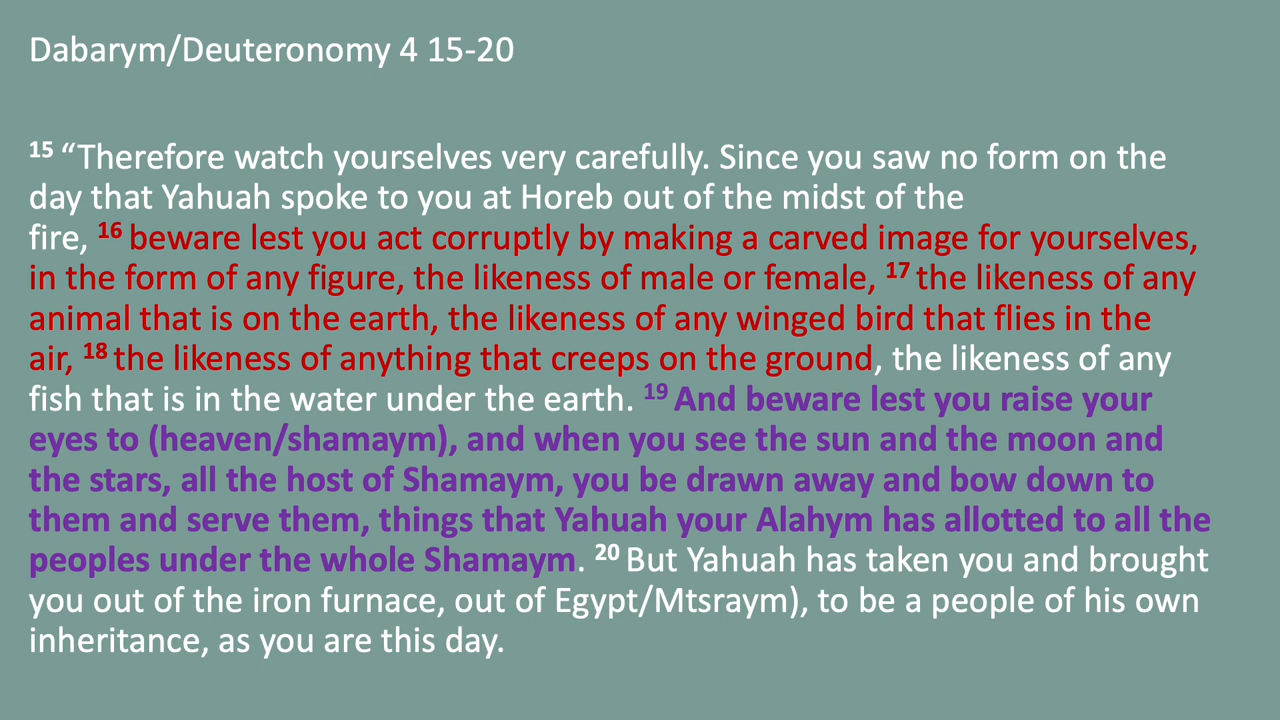 Dabarym/Deuteronomy 4 15-20
15 “Therefore watch yourselves very carefully. Since you saw no form on the
day that Yahuah spoke to you at Horeb out of the midst of the
fire, 16 beware lest you act corruptly by making a carved image for yourselves,
in the form of any figure, the likeness of male or female, 17 the likeness of any
animal that is on the earth, the likeness of any winged bird that flies in the
air, 18 the likeness of anything that creeps on the ground, the likeness of any
fish that is in the water under the earth. 19 And beware lest you raise your
eyes to (heaven/shamaym), and when you see the sun and the moon and
the stars, all the host of Shamaym, you be drawn away and bow down to
them and serve them, things that Yahuah your Alahym has allotted to all the
peoples under the whole Shamaym. 20 But Yahuah has taken you and brought
you out of the iron furnace, out of Egypt/Mtsraym), to be a people of his own
inheritance, as you are this day.